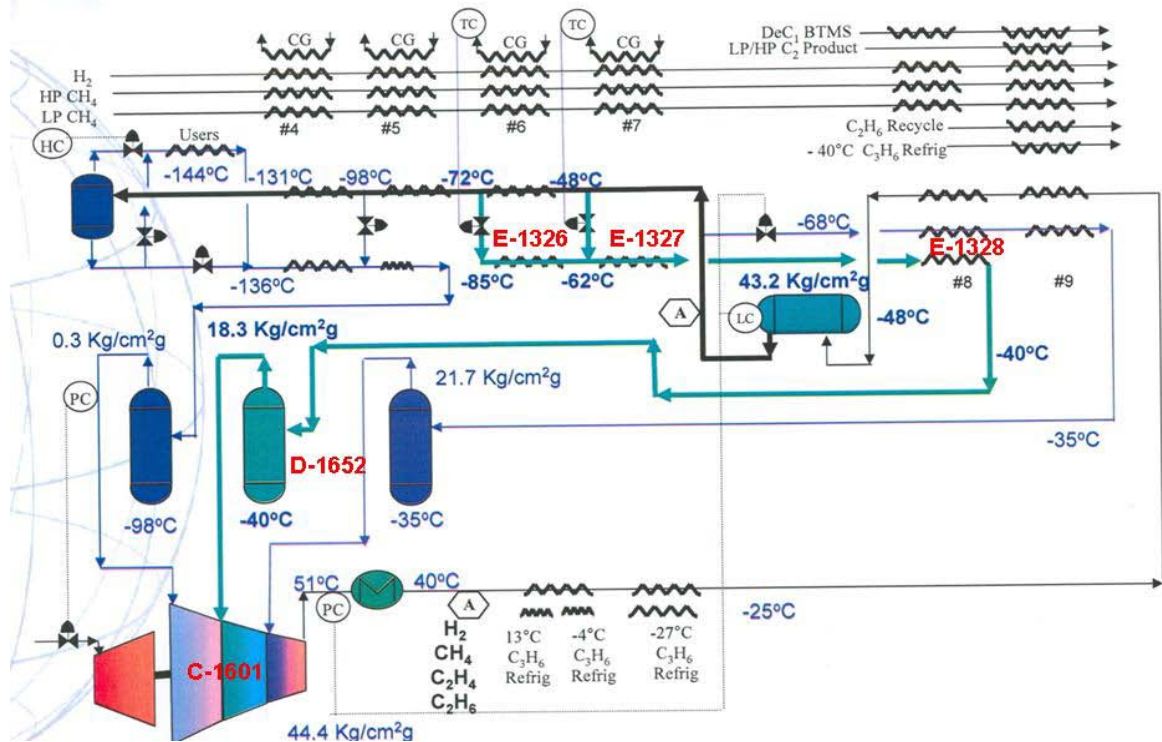 CG CG TC CG TC CG
DeC₁ BTMS
LP/HP C₂ Product
H₂
HP CH₄
LP CH₄
#4 #5 #6 #7
C₂H₆ Recycle
- 40°C C₃H₆ Refrig
HC
Users
-144°C -131°C -98°C -72°C -48°C
-68°C
E-1326 E-1327 E-1328
-136°C -85°C -62°C
43.2 Kg/cm²g
#8 #9
A LC
-48°C
-40°C
0.3 Kg/cm²g
18.3 Kg/cm²g
21.7 Kg/cm²g
PC
-35°C
D-1652
-98°C -40°C -35°C
51°C 40°C
PC A
-25°C
H₂
CH₄
C₂H₄
C₂H₆
13°C
C₃H₆
Refrig
-4°C
C₃H₆
Refrig
-27°C
C₃H₆
Refrig
C-1601
44.4 Kg/cm²g